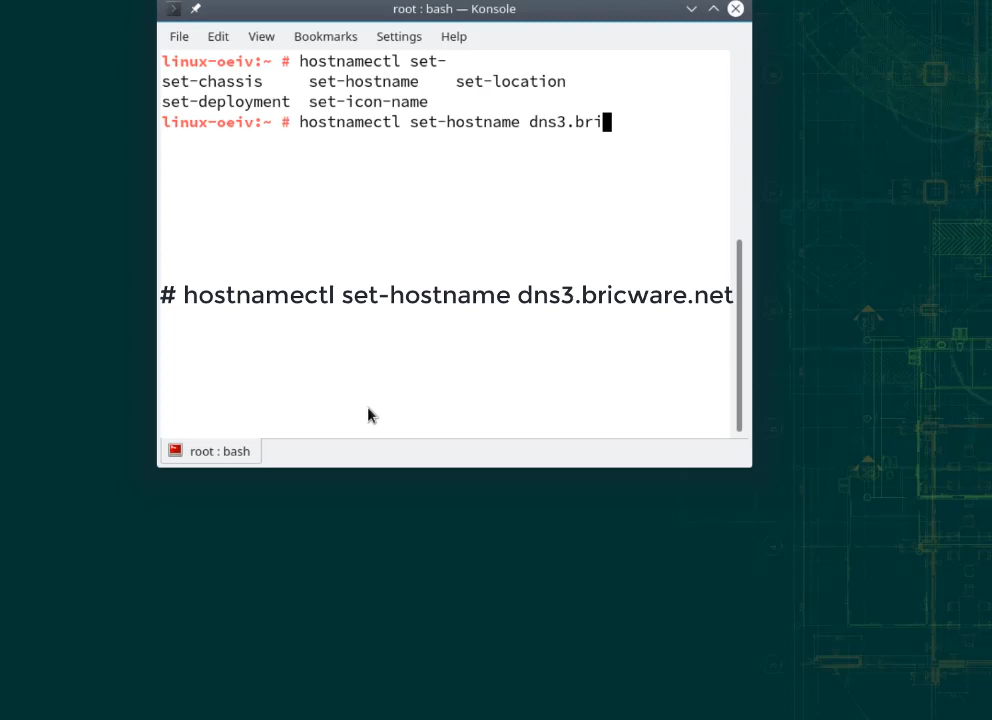 root : bash — Konsole
File Edit View Bookmarks Settings Help
linux-oeiv:~ # hostnamectl set-
set-chassis set-hostname set-location
set-deployment set-icon-name
linux-oeiv:~ # hostnamectl set-hostname dns3.bri
# hostnamectl set-hostname dns3.bricware.net
root : bash